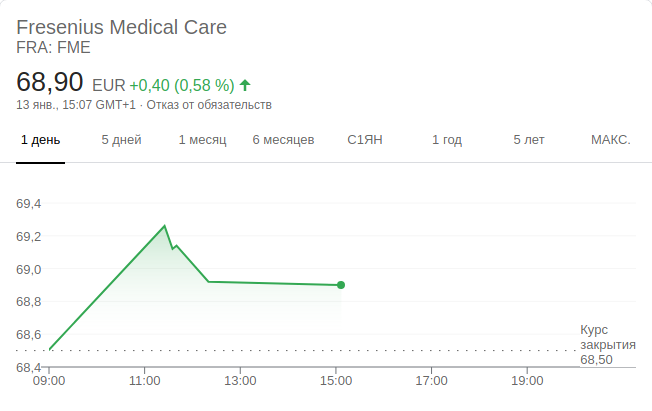 Fresenius Medical Care
FRA: FME
68,90 EUR +0,40 (0,58 %)
13 янв., 15:07 GMT+1 · Отказ от обязательств
1 день 5 дней 1 месяц 6 месяцев С1ЯН 1 год 5 лет МАКС.
69,4
69,2
69,0
68,8
68,6
68,4
Курс
закрытия
68,50
09:00 11:00 13:00 15:00 17:00 19:00